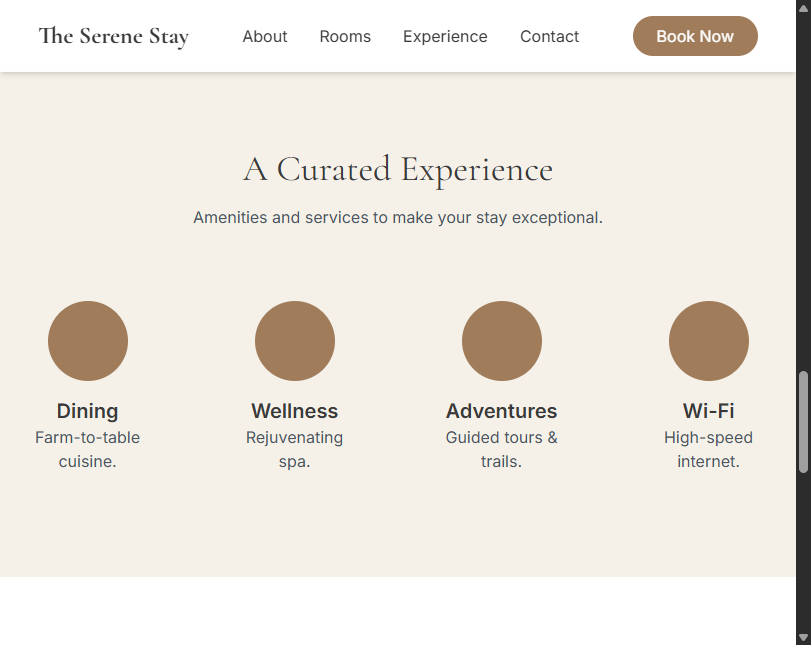 The Serene Stay
About
Rooms
Experience
Contact
Book Now
A Curated Experience
Amenities and services to make your stay exceptional.
Dining
Farm-to-table
cuisine.
Wellness
Rejuvenating
spa.
Adventures
Guided tours &
trails.
Wi-Fi
High-speed
internet.